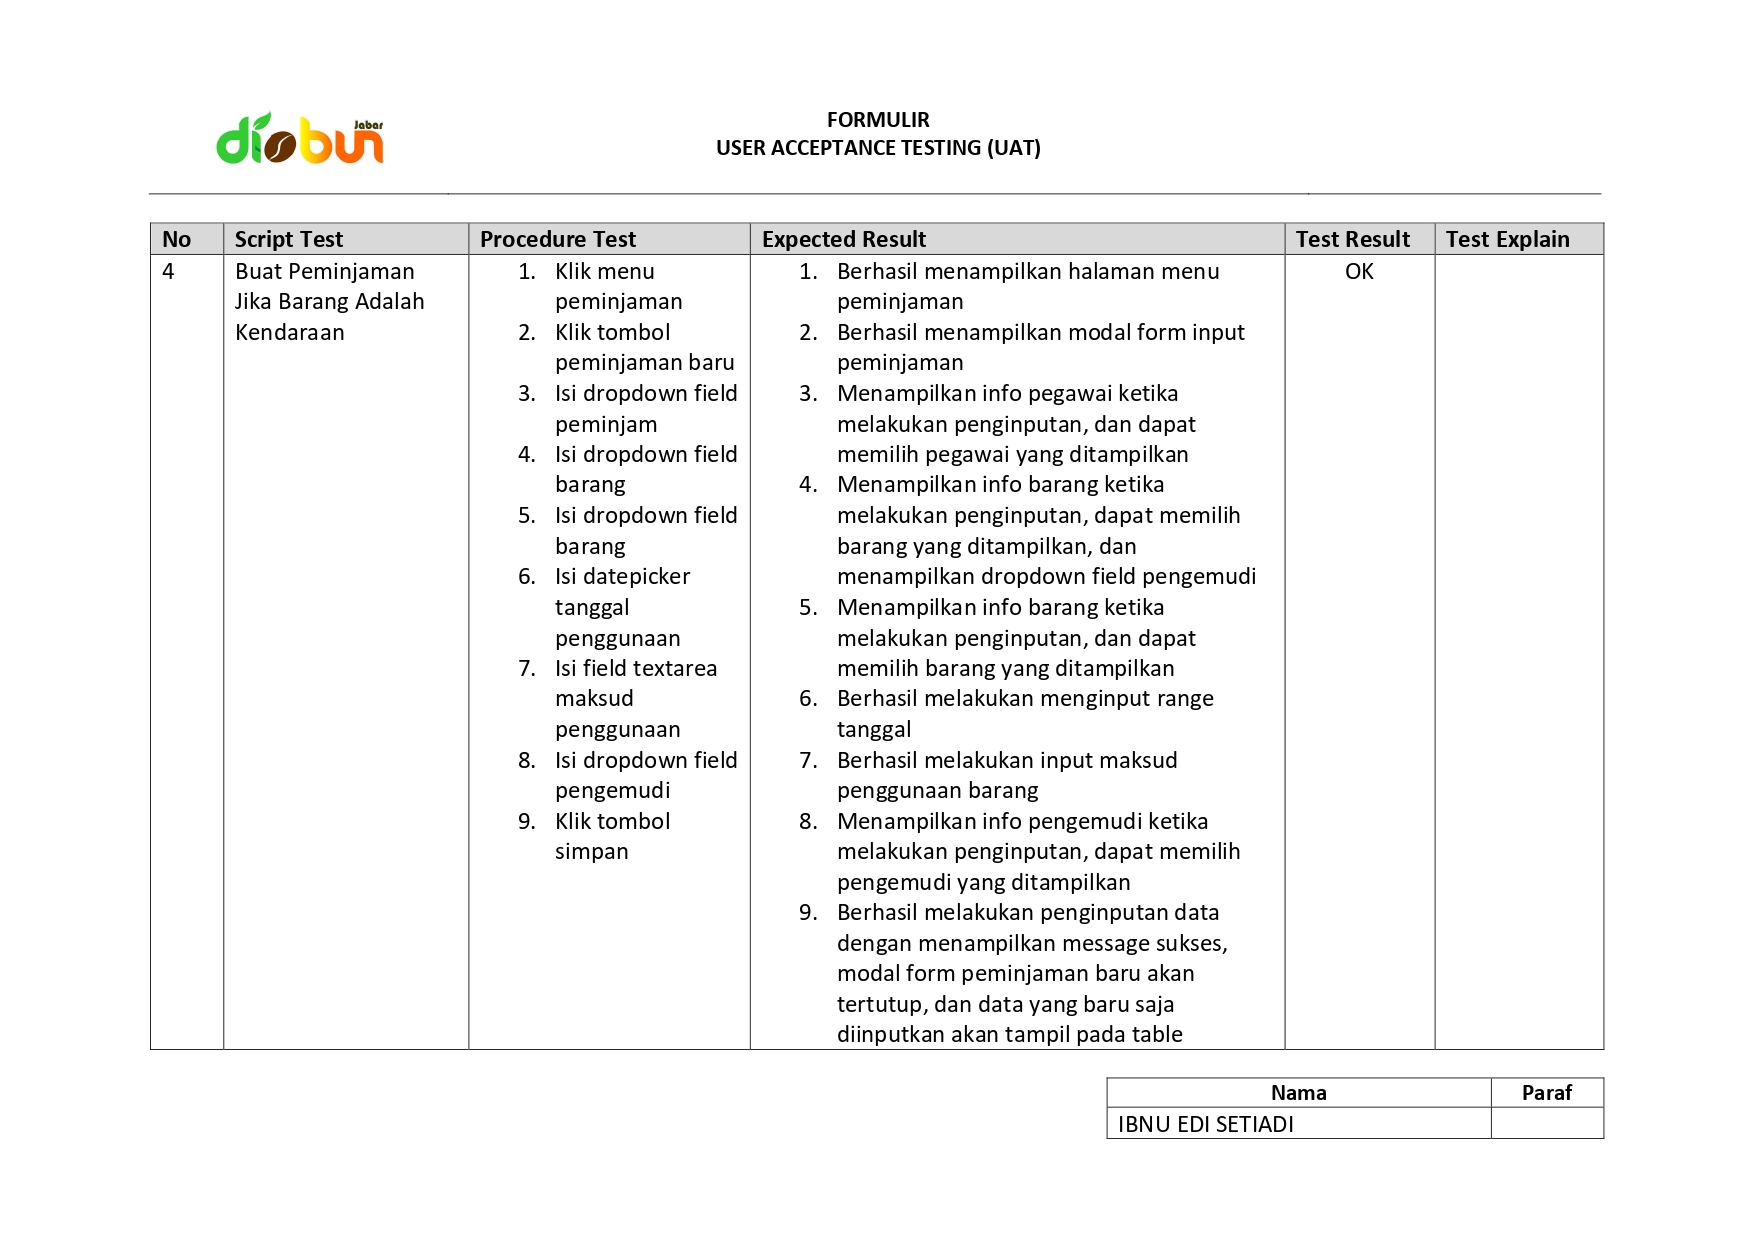 disbun Jabar
FORMULIR
USER ACCEPTANCE TESTING (UAT)
No Script Test Procedure Test Expected Result Test Result Test Explain
4
Buat Peminjaman
Jika Barang Adalah
Kendaraan
1. Klik menu
peminjaman
2. Klik tombol
peminjaman baru
3. Isi dropdown field
peminjam
4. Isi dropdown field
barang
5. Isi dropdown field
barang
6. Isi datepicker
tanggal
penggunaan
7. Isi field textarea
maksud
penggunaan
8. Isi dropdown field
pengemudi
9. Klik tombol
simpan
1. Berhasil menampilkan halaman menu
peminjaman
2. Berhasil menampilkan modal form input
peminjaman
3. Menampilkan info pegawai ketika
melakukan penginputan, dan dapat
memilih pegawai yang ditampilkan
4. Menampilkan info barang ketika
melakukan penginputan, dapat memilih
barang yang ditampilkan, dan
menampilkan dropdown field pengemudi
5. Menampilkan info barang ketika
melakukan penginputan, dan dapat
memilih barang yang ditampilkan
6. Berhasil melakukan menginput range
tanggal
7. Berhasil melakukan input maksud
penggunaan barang
8. Menampilkan info pengemudi ketika
melakukan penginputan, dapat memilih
pengemudi yang ditampilkan
9. Berhasil melakukan penginputan data
dengan menampilkan message sukses,
modal form peminjaman baru akan
tertutup, dan data yang baru saja
diinputkan akan tampil pada table
OK
Nama Paraf
IBNU EDI SETIADI